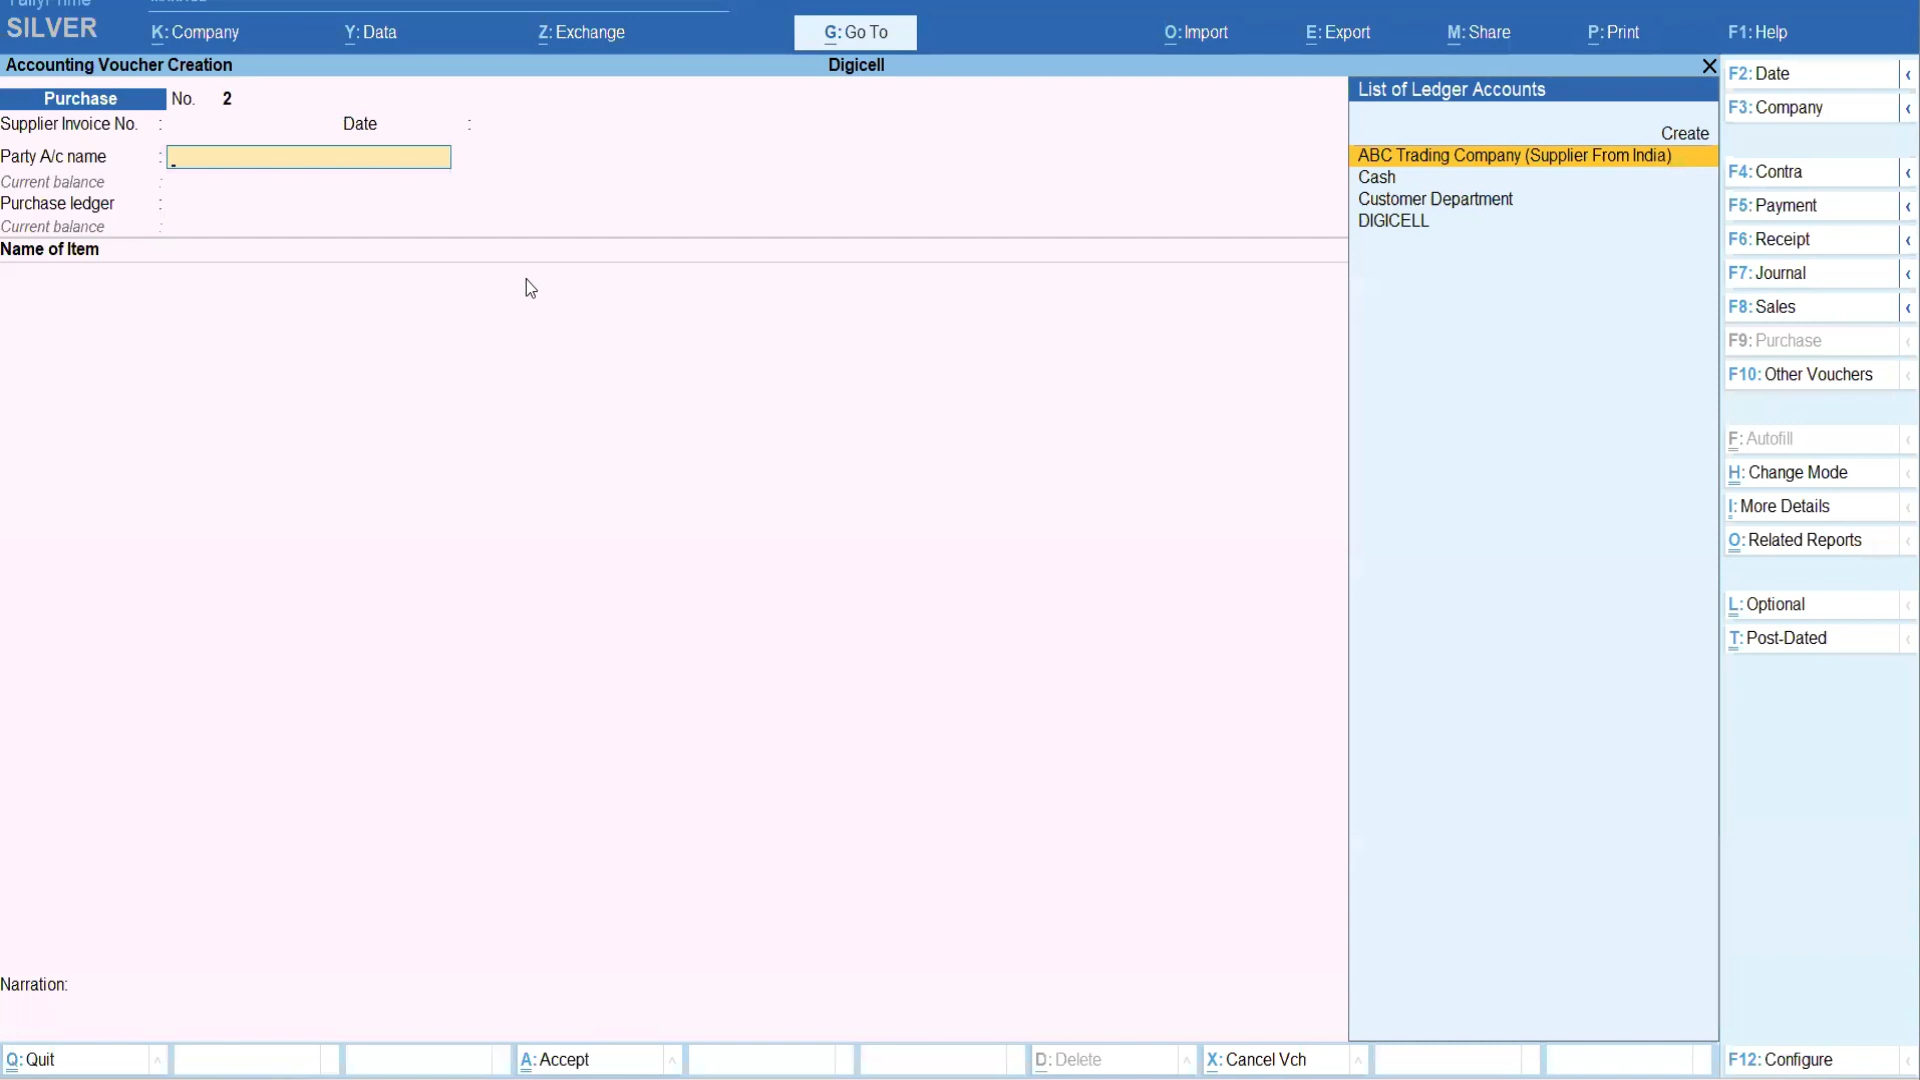 TallyPrime
SILVER
MANAGE
K: Company
Y: Data
Z: Exchange
G: Go To
O: Import
E: Export
M: Share
P: Print
F1: Help
Accounting Voucher Creation
Digicell
X
Purchase No. 2
Supplier Invoice No. : Date :
Party A/c name :
Current balance :
Purchase ledger :
Current balance :
Name of Item
Narration:
List of Ledger Accounts
Create
ABC Trading Company (Supplier From India)
Cash
Customer Department
DIGICELL
F2: Date
F3: Company
F4: Contra
F5: Payment
F6: Receipt
F7: Journal
F8: Sales
F9: Purchase
F10: Other Vouchers
F: Autofill
H: Change Mode
I: More Details
O: Related Reports
L: Optional
T: Post-Dated
Q: Quit
A: Accept
D: Delete
X: Cancel Vch
F12: Configure